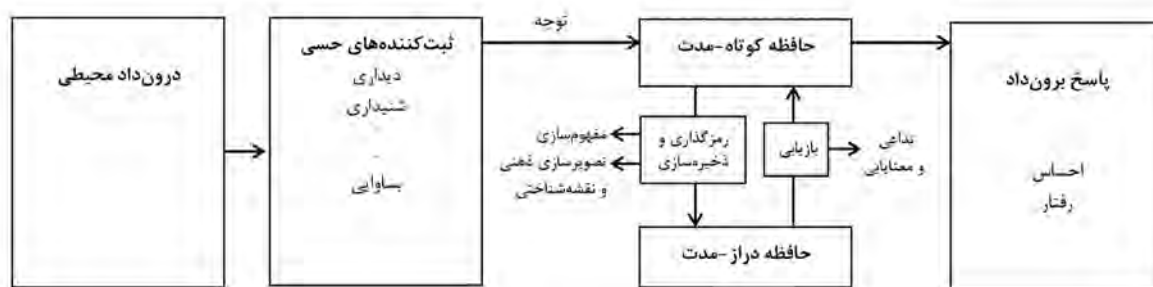 درون‌داد محیطی
ثبت‌کننده‌های حسی
دیداری
شنیداری
.
بساوایی
توجه
حافظه کوتاه-مدت
مفهوم‌سازی
تصویرسازی ذهنی
و نقشه‌شناختی
رمزگذاری و
ذخیره‌سازی
بازیابی
تداعی
و معنایابی
حافظه دراز-مدت
پاسخ برون‌داد
احساس
رفتار